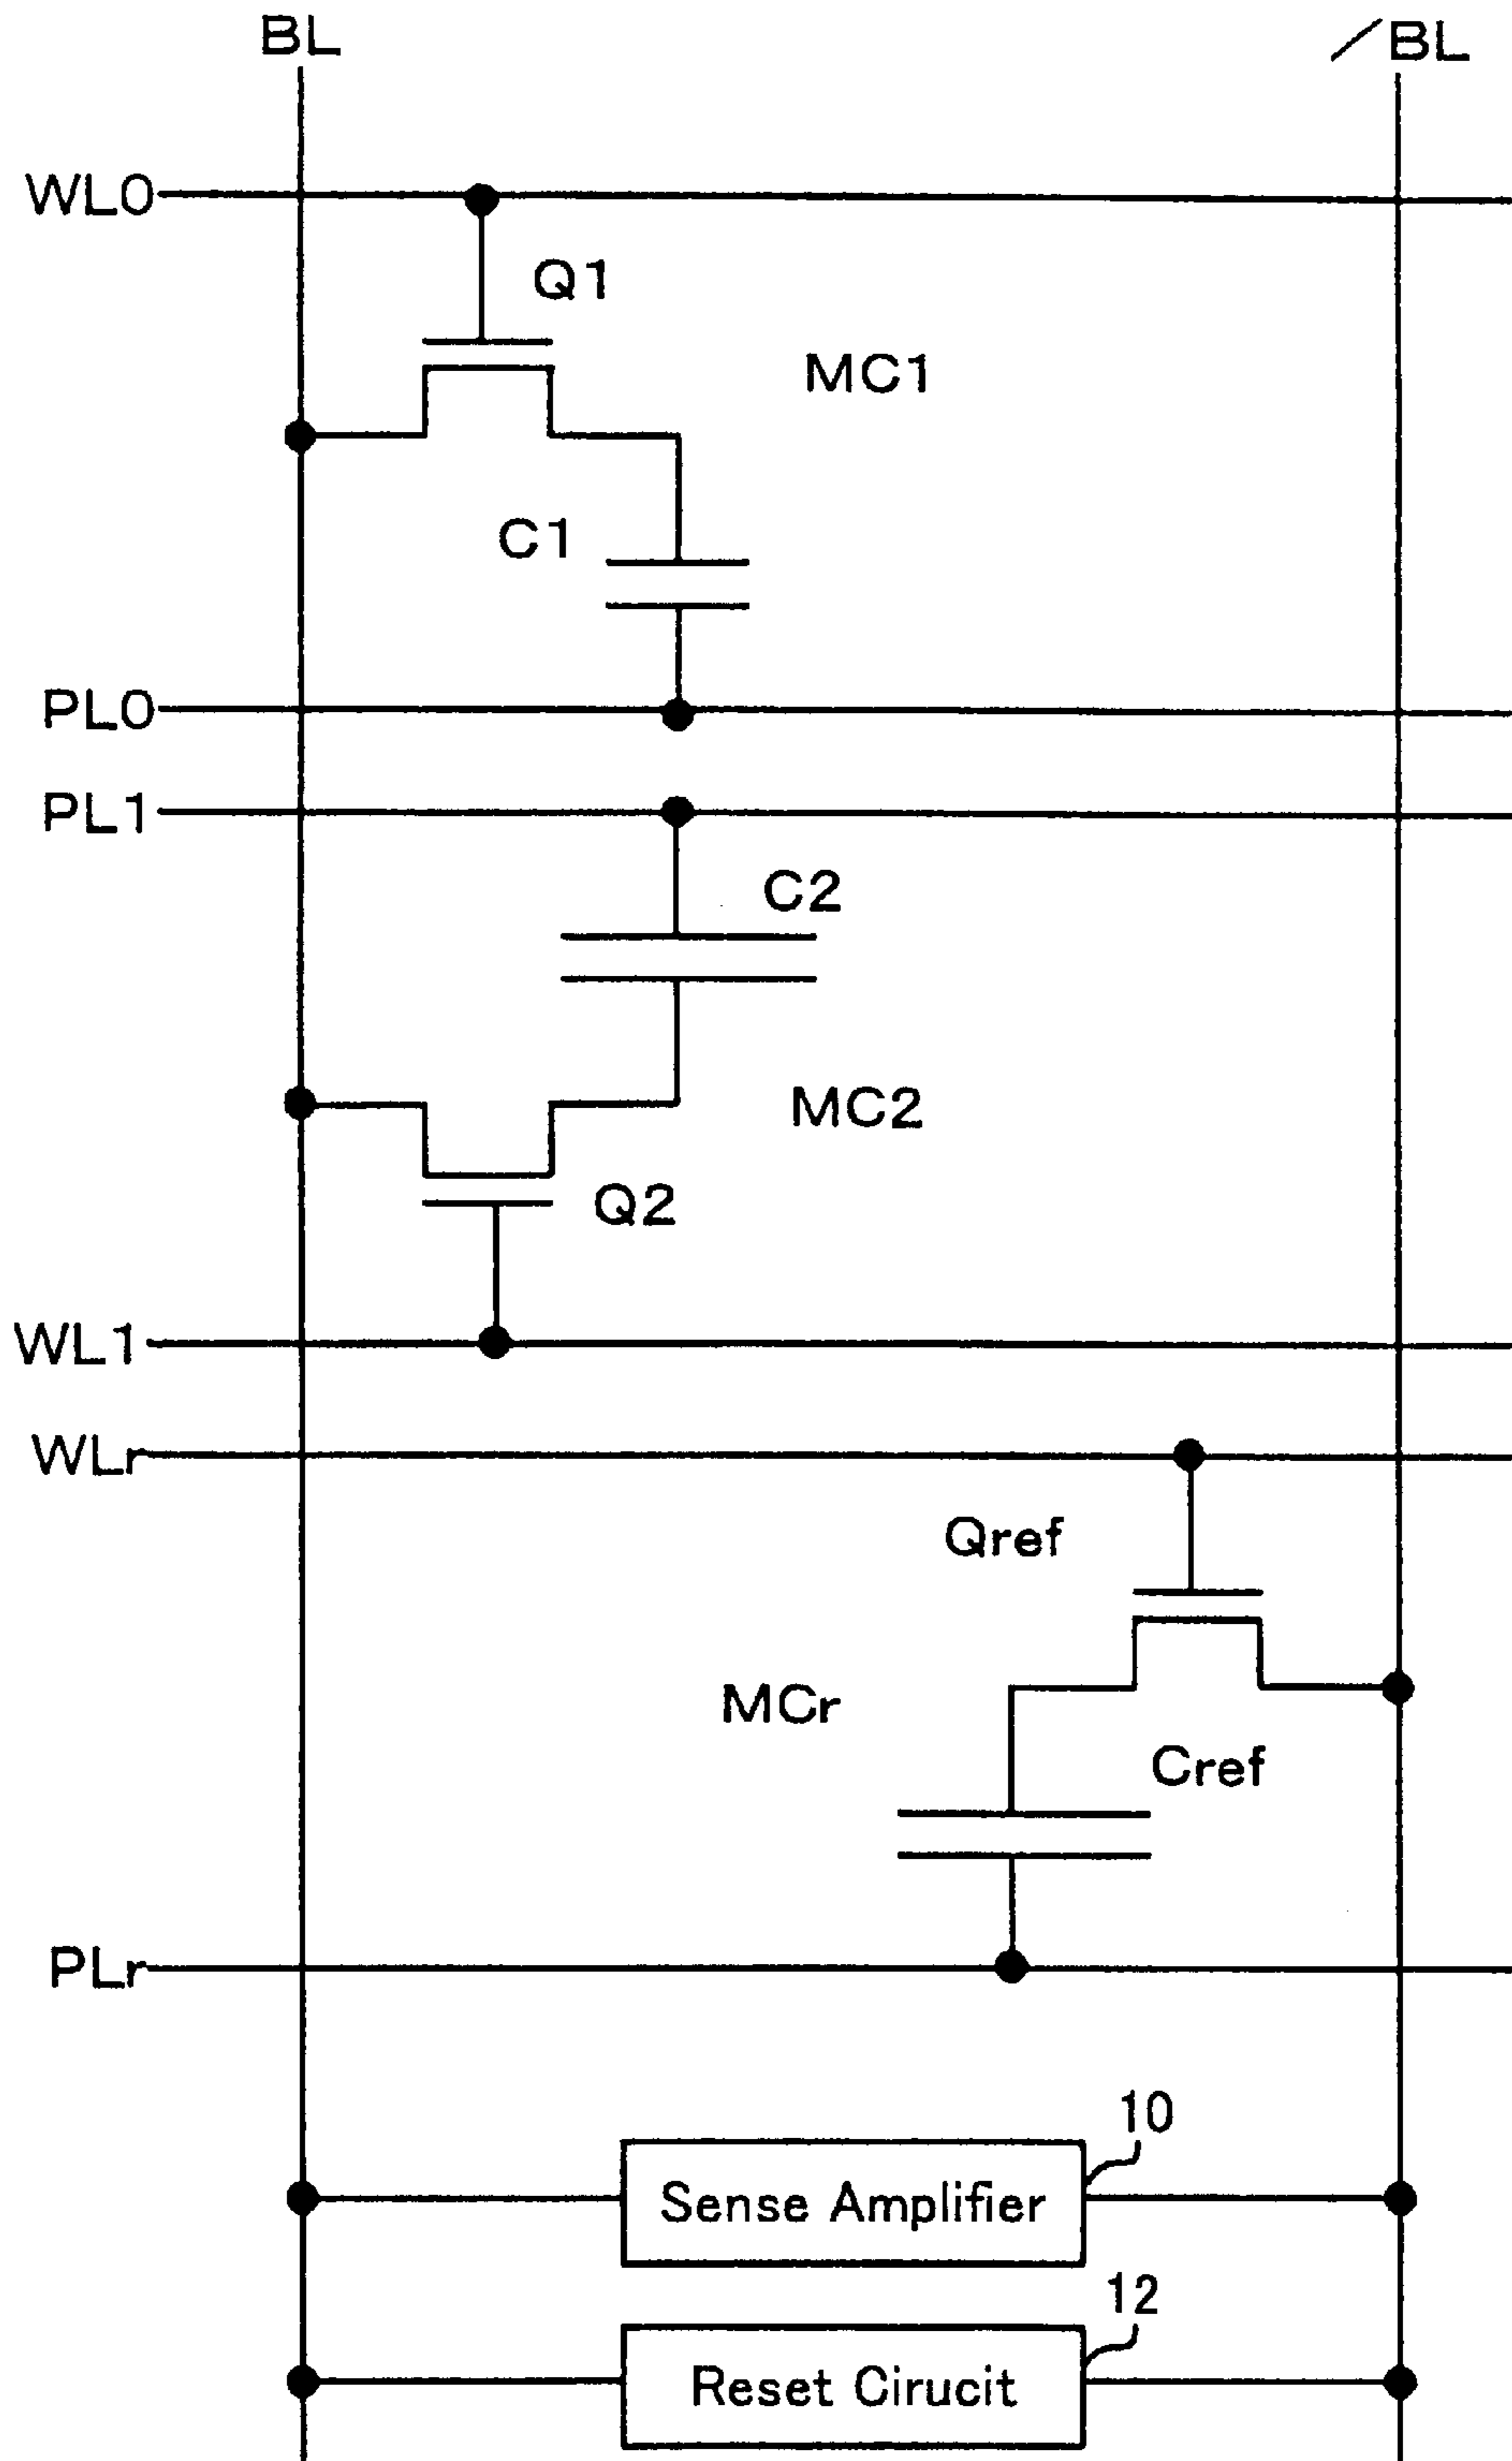 BL
／BL
WL0
Q1
MC1
C1
PL0
PL1
C2
MC2
Q2
WL1
WLr
Qref
MCr
Cref
PLr
10
Sense Amplifier
12
Reset Cirucit